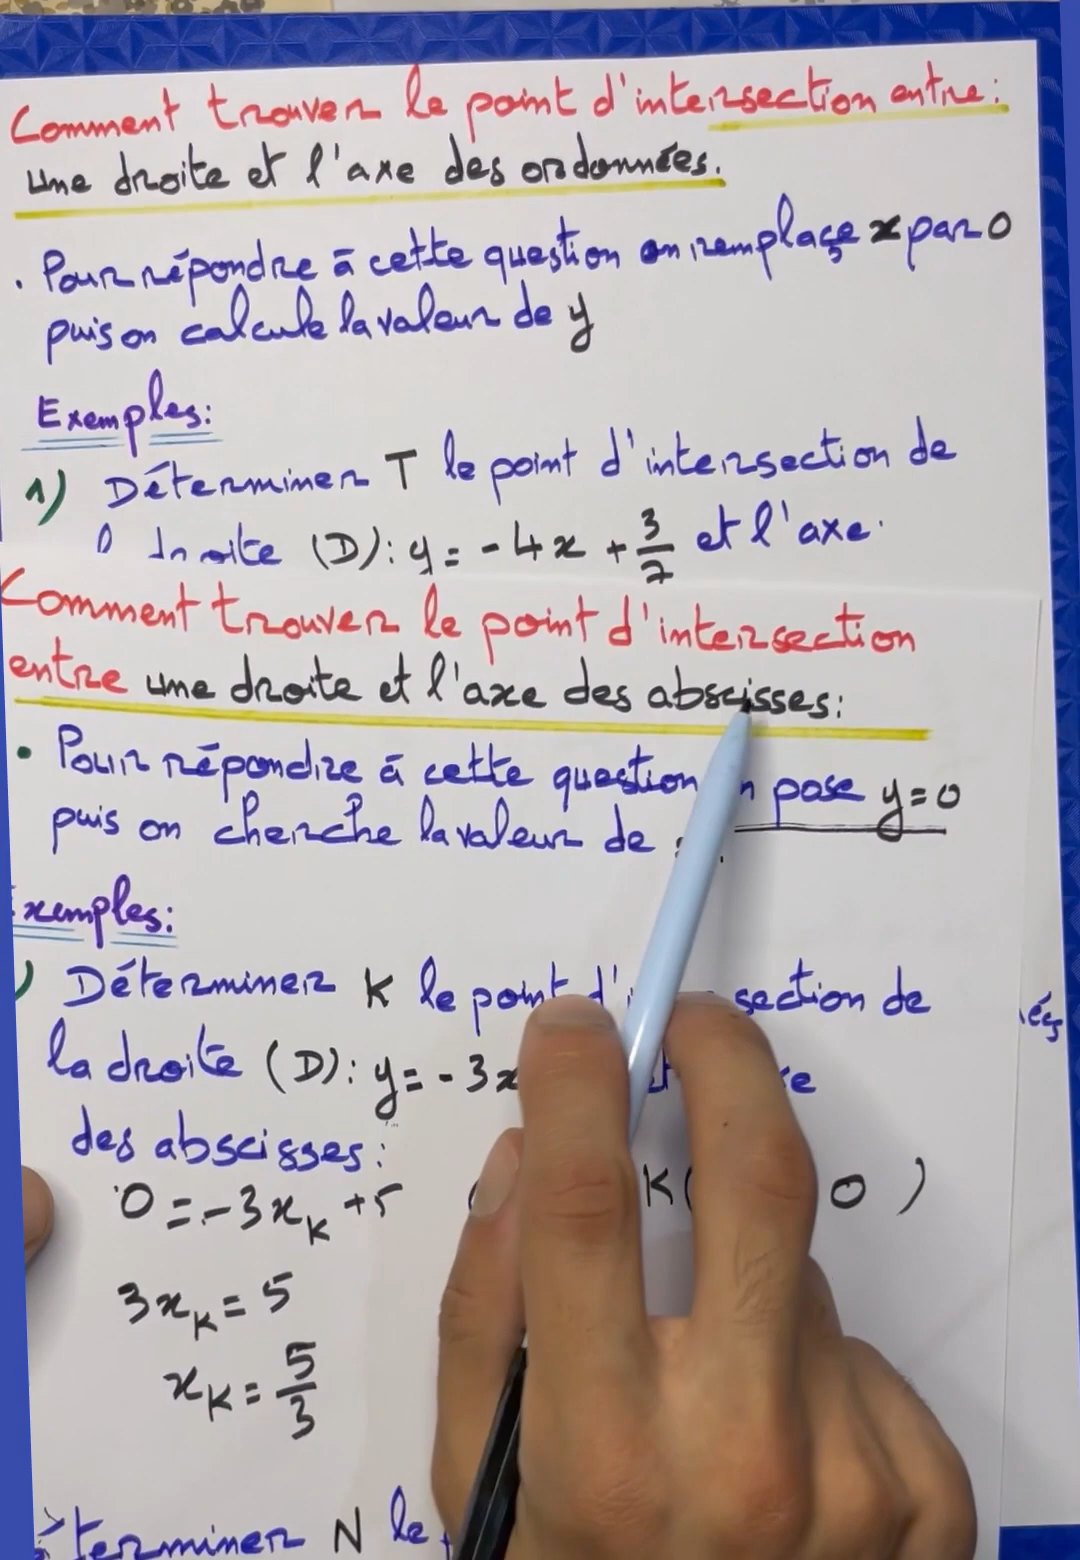 Comment trouver le point d'intersection entre:
une droite et l'axe des ordonnées.
. Pour répondre à cette question on remplaçe x par 0
puis on calcule la valeur de y
Exemples:
1) Déterminer T le point d'intersection de
droite (D): y = -4x + 3/7 et l'axe
Comment trouver le point d'intersection
entre une droite et l'axe des abscisses:
• Pour répondre à cette question n pose y=0
puis on cherche la valeur de
xemples:
) Déterminer K le point d' section de
la droite (D): y = -3x
des abscisses:
0 = -3x_K + 5 K( 0 )
3x_K = 5
x_K = 5/3
terminer N le